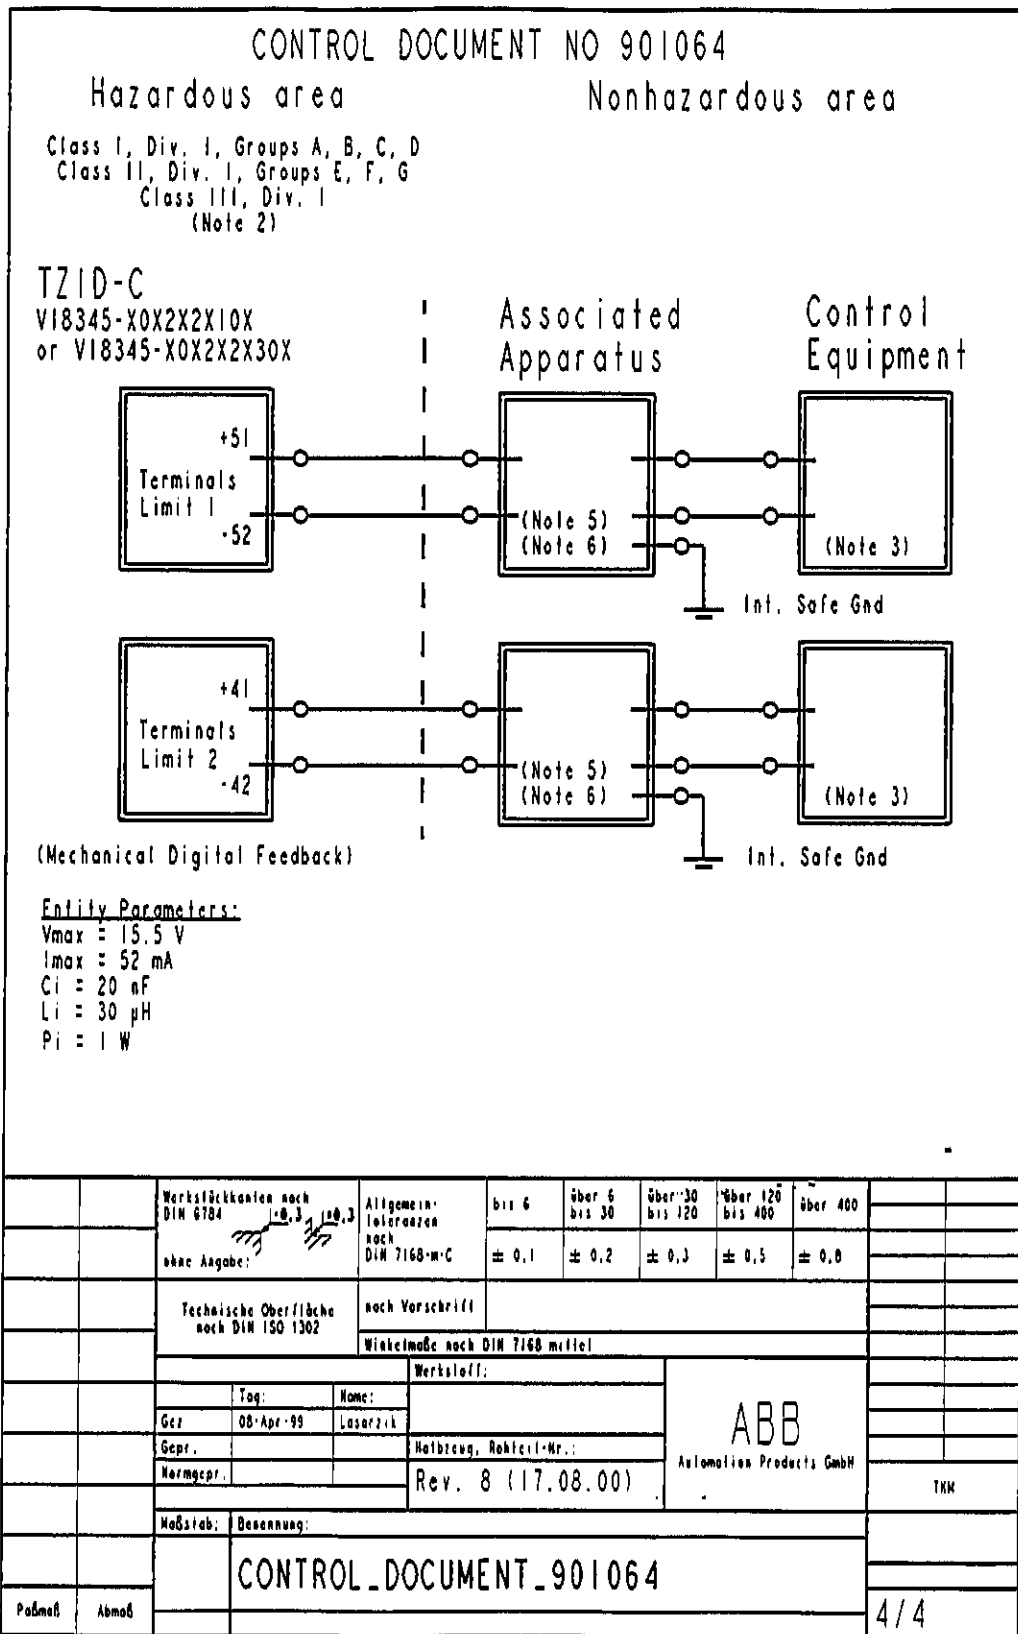 CONTROL DOCUMENT NO 901064
Hazardous area
Nonhazardous area
Class I, Div. I, Groups A, B, C, D
Class II, Div. I, Groups E, F, G
Class III, Div. I
(Note 2)
TZID-C
V18345-X0X2X2X10X
or V18345-X0X2X2X30X
Associated
Apparatus
Control
Equipment
+51
Terminals
Limit 1
-52
(Note 5)
(Note 6)
(Note 3)
Int. Safe Gnd
+41
Terminals
Limit 2
-42
(Note 5)
(Note 6)
(Note 3)
Int. Safe Gnd
(Mechanical Digital Feedback)
Entity Parameters:
Vmax = 15.5 V
Imax = 52 mA
Ci = 20 nF
Li = 30 µH
Pi = 1 W
Werkstückkanten nach
DIN 6784
ohne Angabe:
Allgemein-
toleranzen
nach
DIN 7168-m-C
bis 6
über 6
bis 30
über 30
bis 120
über 120
bis 400
über 400
± 0,1
± 0,2
± 0,3
± 0,5
± 0,8
Technische Oberfläche
nach DIN ISO 1302
nach Vorschrift
Winkelmaße nach DIN 7168 mittel
Werkstoff:
Tag:
Name:
Gez
08-Apr-99
Lasarzik
Gepr.
Normgepr.
Halbzeug, Rohteil-Nr.:
Rev. 8 (17.08.00)
ABB
Automation Products GmbH
TKM
Maßstab:
Benennung:
CONTROL_DOCUMENT_901064
Paßmaß
Abmaß
4/4